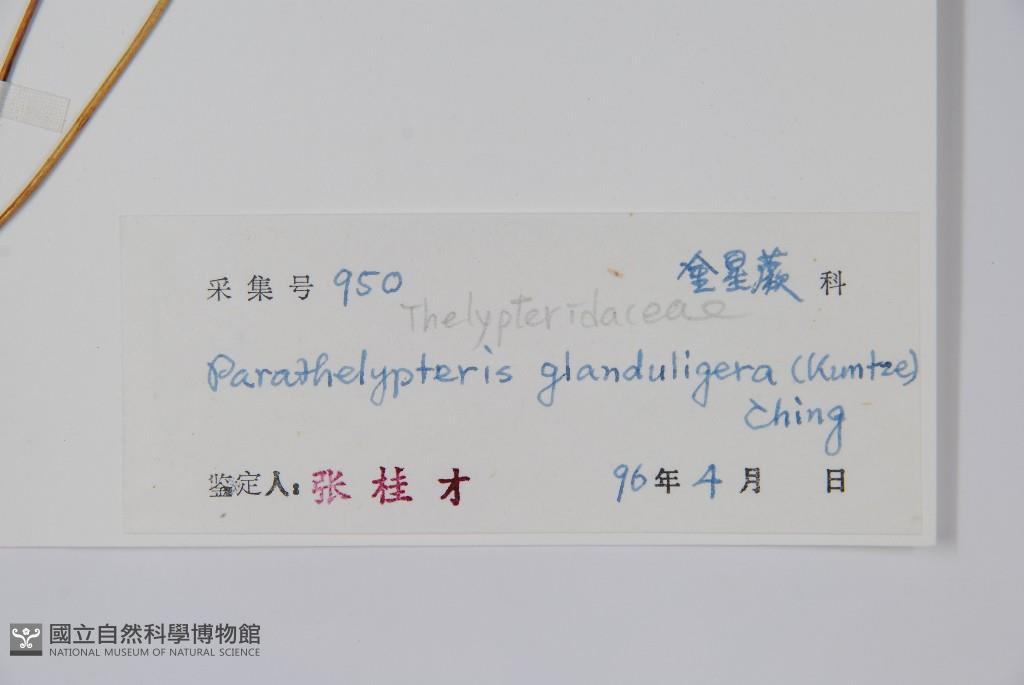 采集号 950 金星蕨 科
Thelypteridaceae
Parathelypteris glanduligera (Kuntze)
Ching
鉴定人: 张桂才 96年4月 日
國立自然科學博物館
NATIONAL MUSEUM OF NATURAL SCIENCE